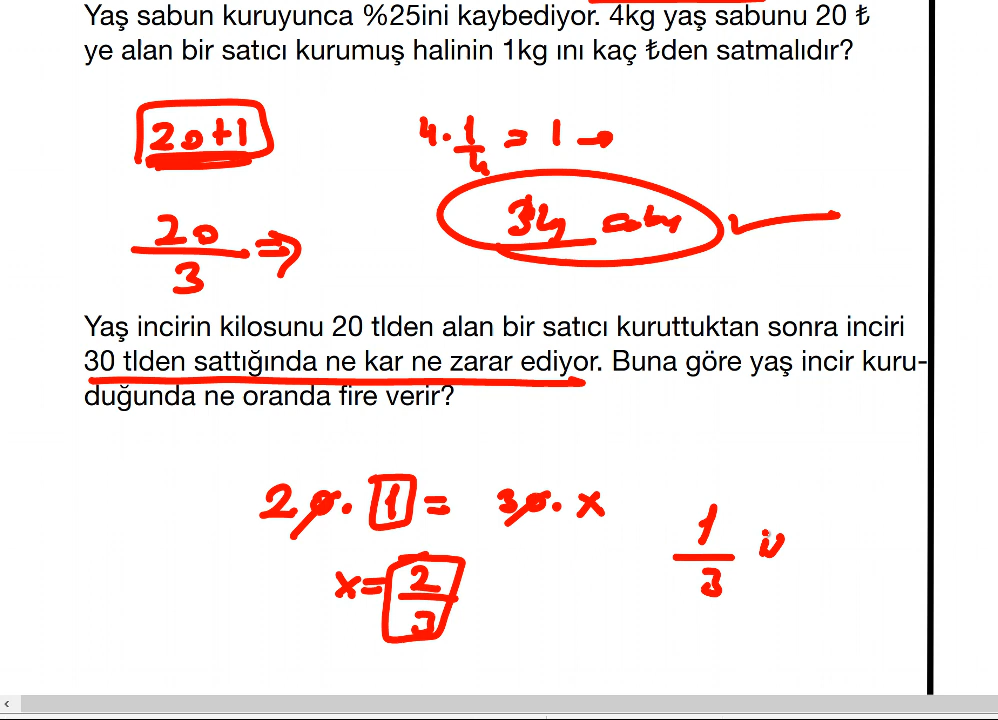 Yaş sabun kuruyunca %25ini kaybediyor. 4kg yaş sabunu 20 ₺
ye alan bir satıcı kurumuş halinin 1kg ını kaç ₺den satmalıdır?
20+1
4·1/4=1
20/3 ⇒
3kg
Yaş incirin kilosunu 20 tlden alan bir satıcı kuruttuktan sonra inciri
30 tlden sattığında ne kar ne zarar ediyor. Buna göre yaş incir kuru-
duğunda ne oranda fire verir?
20·1=30·x
x=2/3
1/3